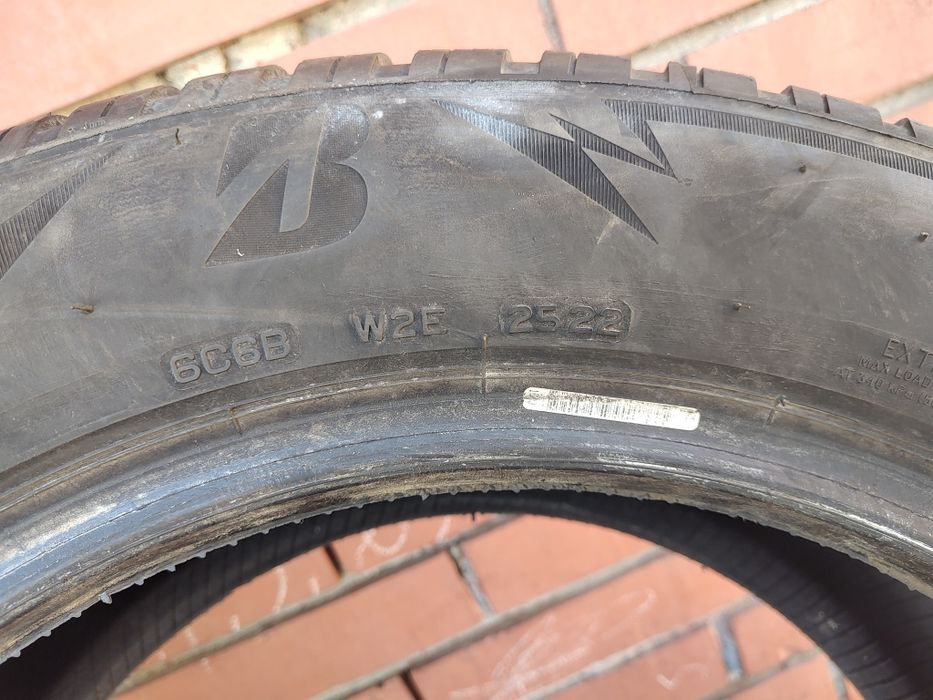 B
6C6B W2E 2522
EXT
MAX LOAD
AT 340 KPa